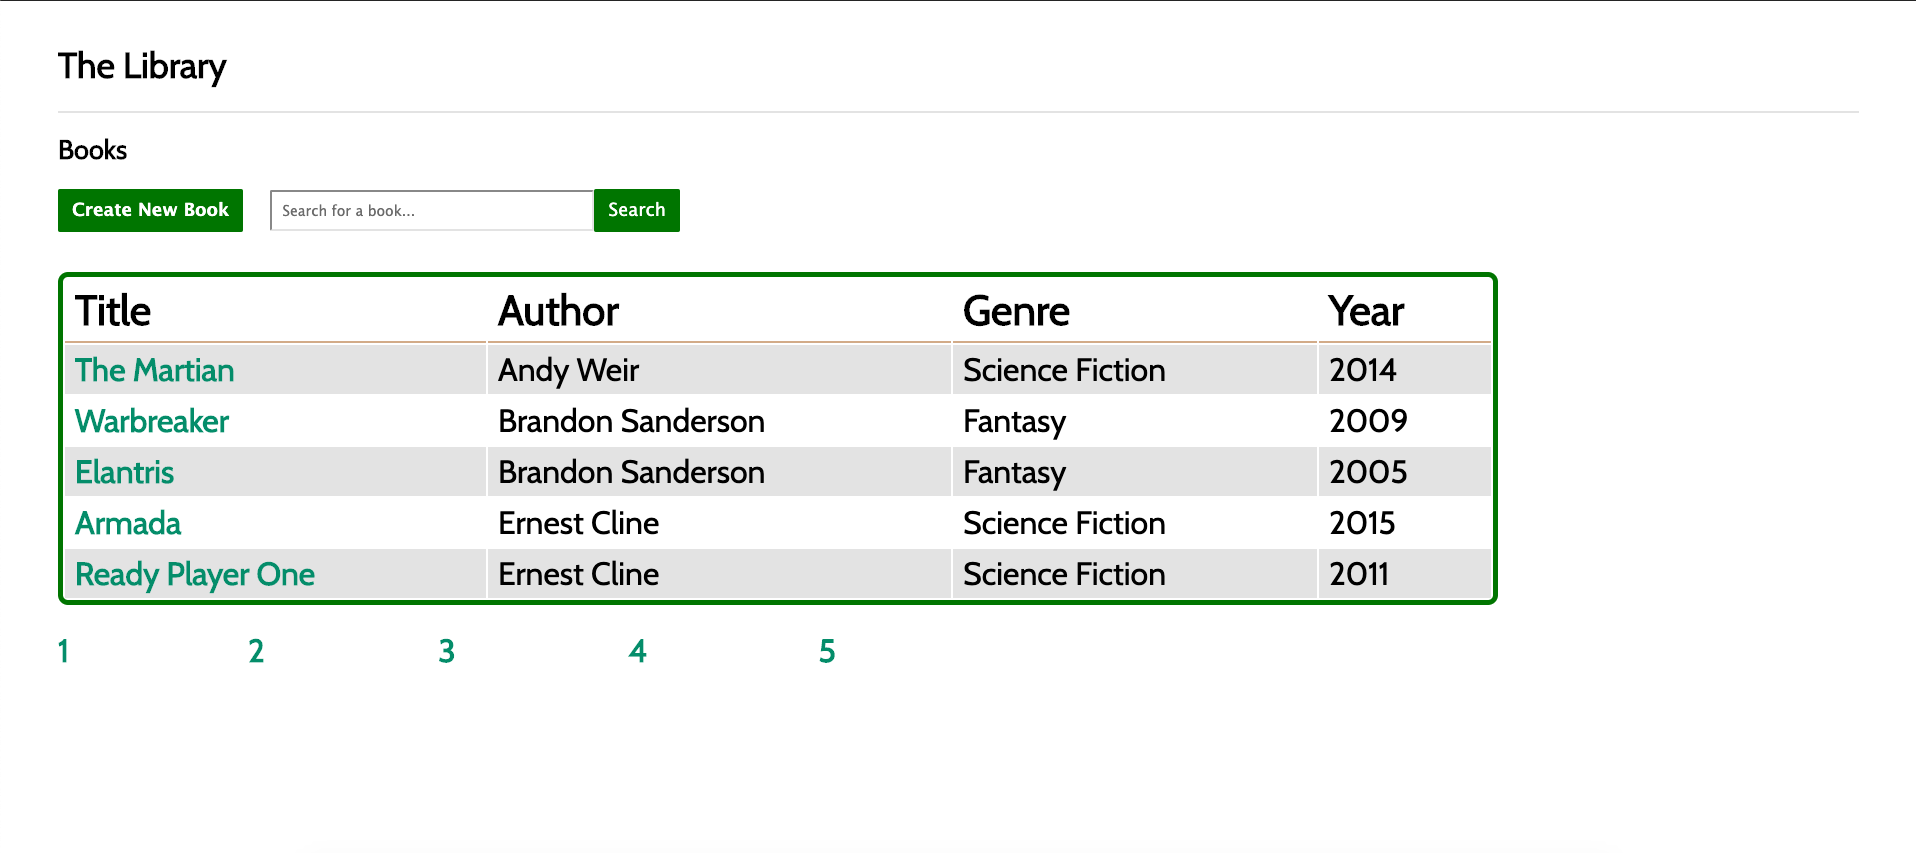 The Library
Books
Create New Book Search for a book... Search
Title Author Genre Year
The Martian Andy Weir Science Fiction 2014
Warbreaker Brandon Sanderson Fantasy 2009
Elantris Brandon Sanderson Fantasy 2005
Armada Ernest Cline Science Fiction 2015
Ready Player One Ernest Cline Science Fiction 2011
1 2 3 4 5